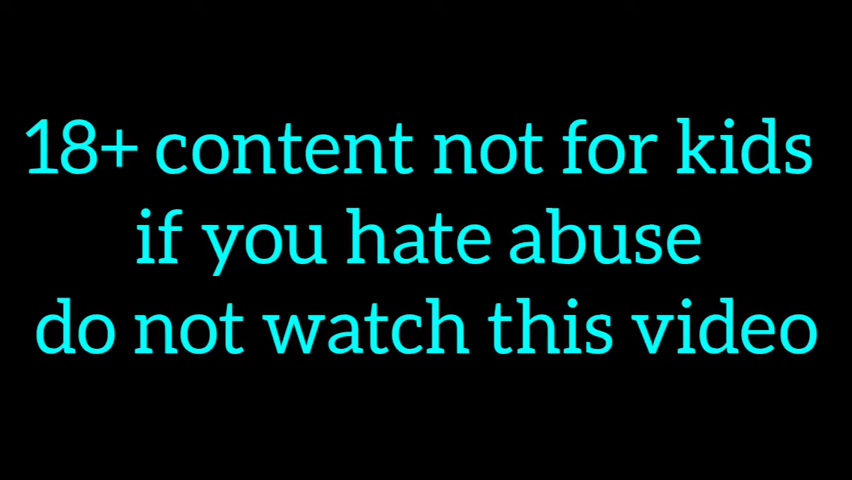 18+ content not for kids
if you hate abuse
do not watch this video